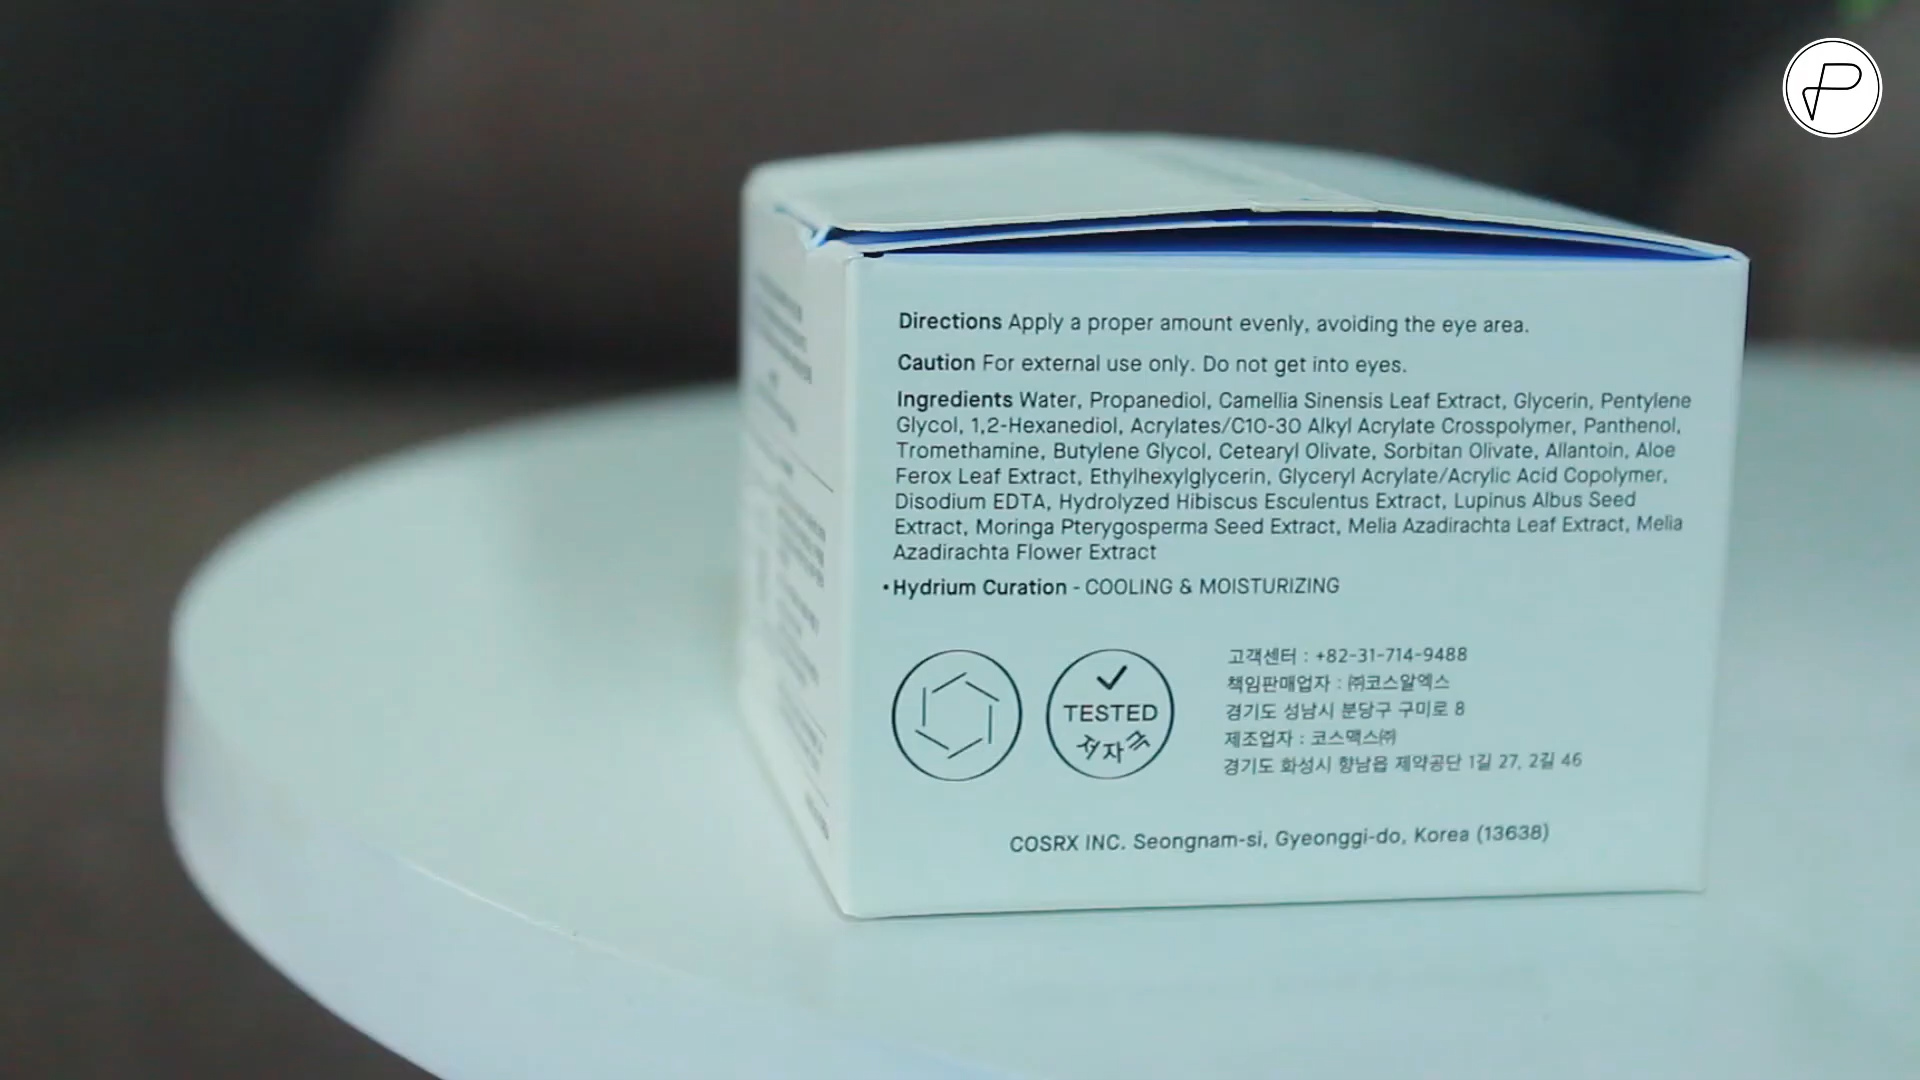 Directions Apply a proper amount evenly, avoiding the eye area.
Caution For external use only. Do not get into eyes.
Ingredients Water, Propanediol, Camellia Sinensis Leaf Extract, Glycerin, Pentylene
Glycol, 1,2-Hexanediol, Acrylates/C10-30 Alkyl Acrylate Crosspolymer, Panthenol,
Tromethamine, Butylene Glycol, Cetearyl Olivate, Sorbitan Olivate, Allantoin, Aloe
Ferox Leaf Extract, Ethylhexylglycerin, Glyceryl Acrylate/Acrylic Acid Copolymer,
Disodium EDTA, Hydrolyzed Hibiscus Esculentus Extract, Lupinus Albus Seed
Extract, Moringa Pterygosperma Seed Extract, Melia Azadirachta Leaf Extract, Melia
Azadirachta Flower Extract
•Hydrium Curation - COOLING & MOISTURIZING
TESTED
저자극
고객센터 : +82-31-714-9488
책임판매업자 : ㈜코스알엑스
경기도 성남시 분당구 구미로 8
제조업자 : 코스맥스㈜
경기도 화성시 향남읍 제약공단 1길 27, 2길 46
COSRX INC. Seongnam-si, Gyeonggi-do, Korea (13638)
P